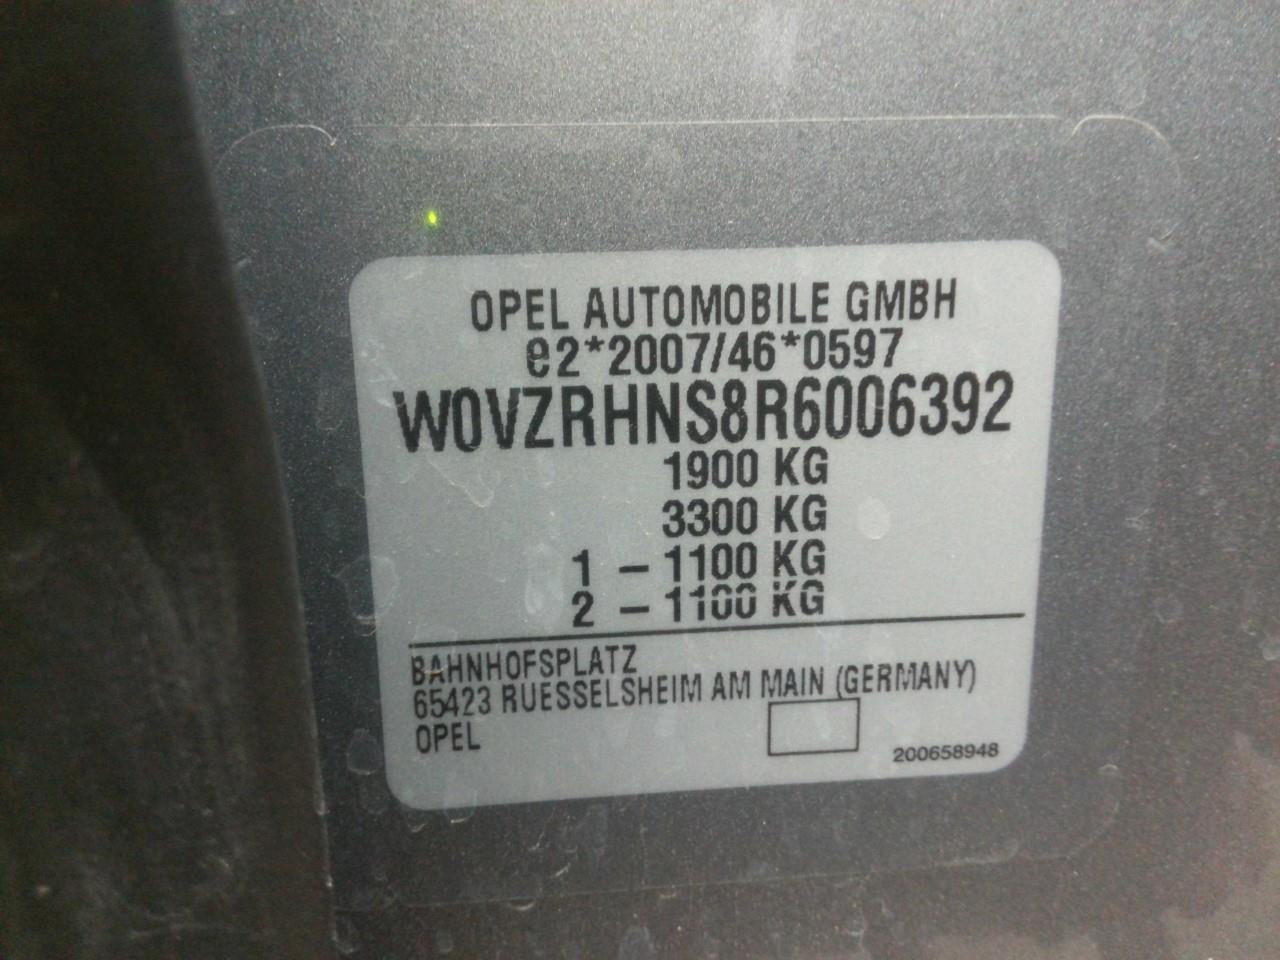 OPEL AUTOMOBILE GMBH
e2*2007/46*0597
W0VZRHNS8R6006392
1900 KG
3300 KG
1 – 1100 KG
2 – 1100 KG
BAHNHOFSPLATZ
65423 RUESSELSHEIM AM MAIN (GERMANY)
OPEL
200658948